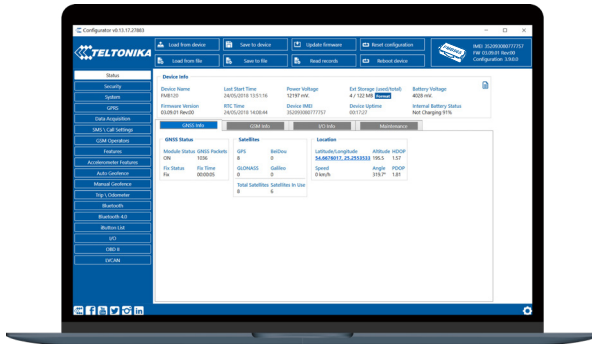 Configurator v0.13.17.27883
TELTONIKA
Load from device
Save to device
Update firmware
Reset configuration
Load from file
Save to file
Read records
Reboot device
IMEI 352093080777757
FW 03.09.01 Rev:00
Configuration 3.9.0.0
Status
Security
System
GPRS
Data Acquisition
SMS \ Call Settings
GSM Operators
Features
Accelerometer Features
Auto Geofence
Manual Geofence
Trip \ Odometer
Bluetooth
Bluetooth 4.0
iButton List
I/O
OBD II
LVCAN
Device Info
Device Name
FMB120
Last Start Time
24/05/2018 13:51:16
Power Voltage
12197 mV.
Ext Storage (used/total)
4 / 122 MB Format
Battery Voltage
4028 mV.
Firmware Version
03.09.01 Rev:00
RTC Time
24/05/2018 14:08:44
Device IMEI
352093080777757
Device Uptime
00:17:27
Internal Battery Status
Not Charging 91%
GNSS Info
GSM Info
I/O Info
Maintenance
GNSS Status
Module Status GNSS Packets
ON 1036
Fix Status Fix Time
Fix 00:00:05
Satellites
GPS BeiDou
8 0
GLONASS Galileo
0 0
Total Satellites Satellites in Use
8 6
Location
Latitude/Longitude Altitude HDOP
54.6676017, 25.2553533 195.5 1.57
Speed Angle PDOP
0 km/h 319.7° 1.81